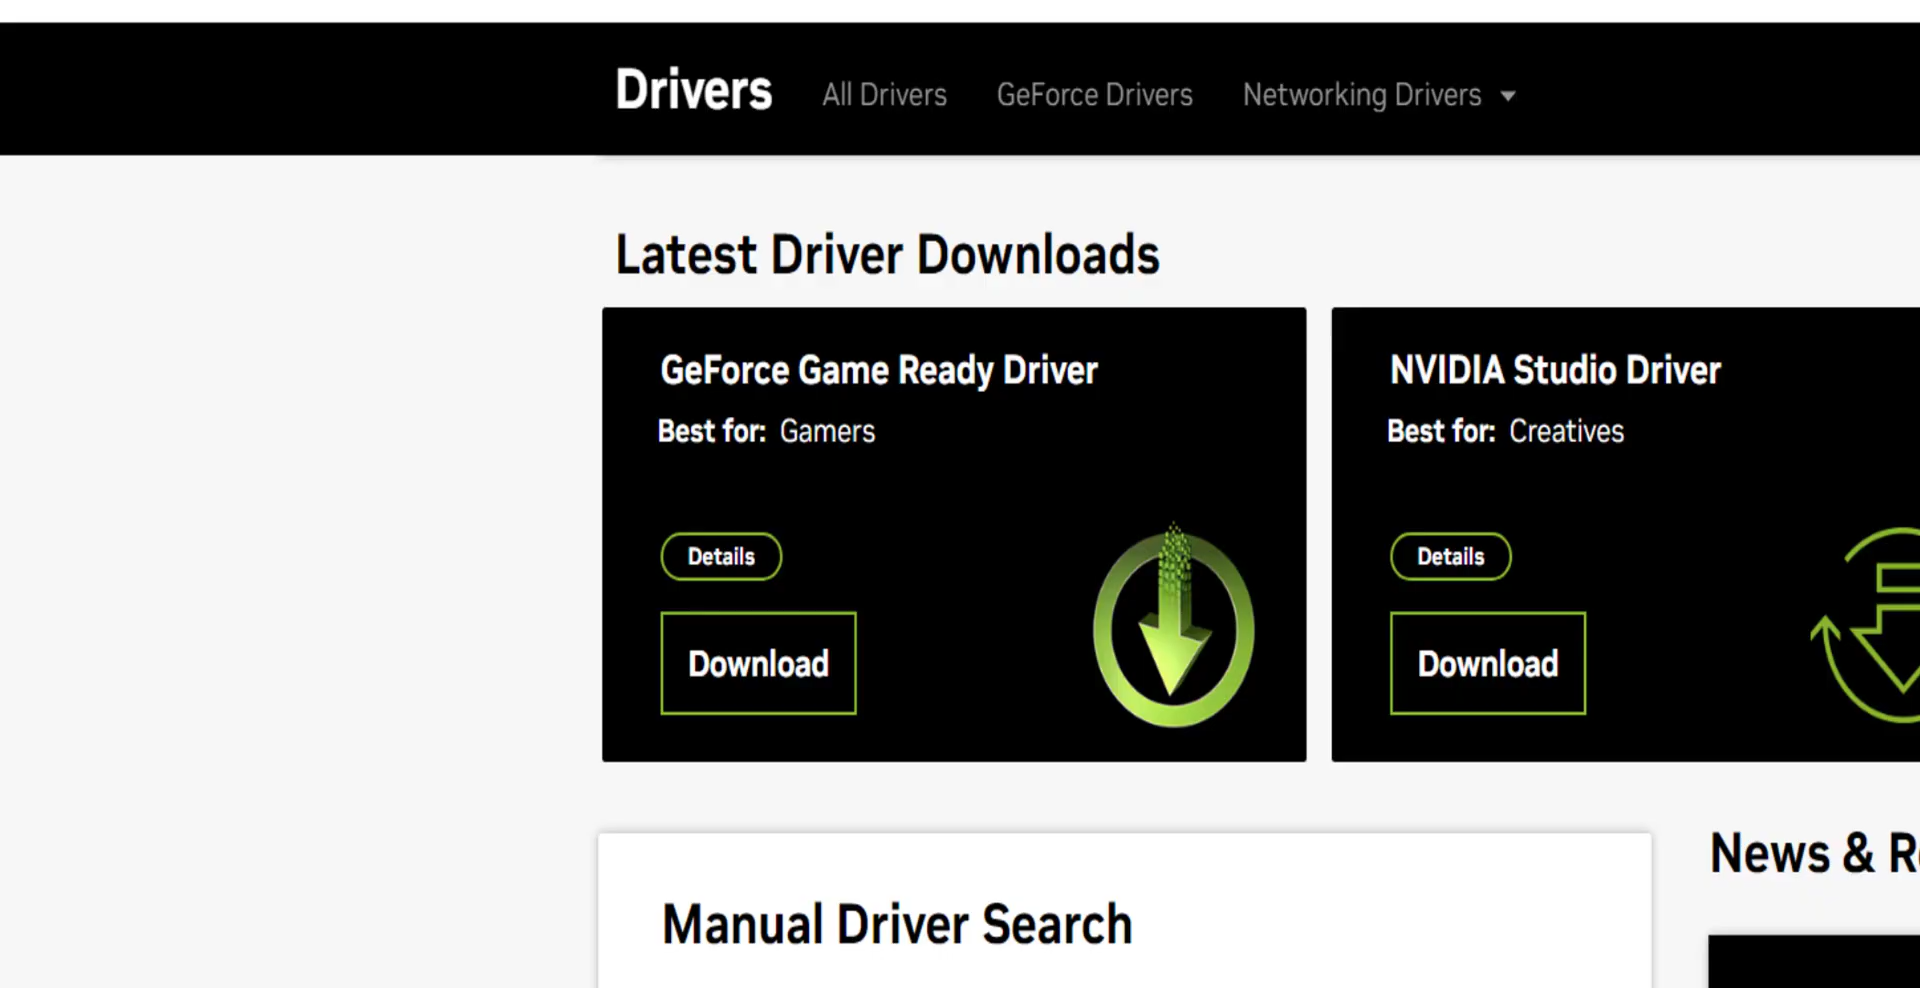 Drivers All Drivers GeForce Drivers Networking Drivers
Latest Driver Downloads
GeForce Game Ready Driver
Best for: Gamers
Details
Download
NVIDIA Studio Driver
Best for: Creatives
Details
Download
Manual Driver Search
News &